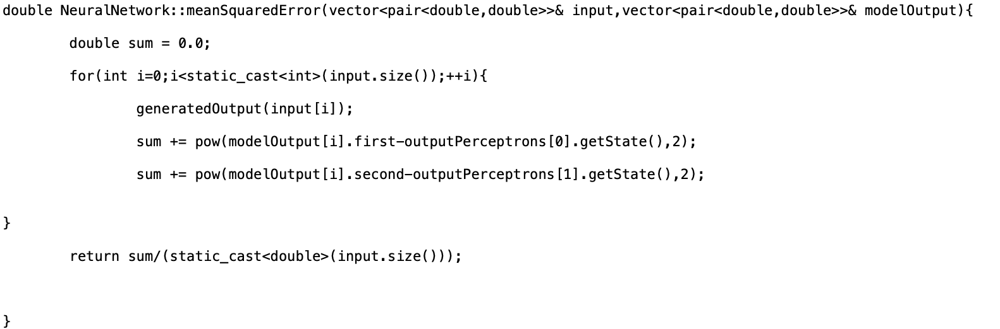 double NeuralNetwork::meanSquaredError(vector<pair<double,double>>& input,vector<pair<double,double>>& modelOutput){
double sum = 0.0;
for(int i=0;i<static_cast<int>(input.size());++i){
generatedOutput(input[i]);
sum += pow(modelOutput[i].first-outputPerceptrons[0].getState(),2);
sum += pow(modelOutput[i].second-outputPerceptrons[1].getState(),2);
}
return sum/(static_cast<double>(input.size()));
}